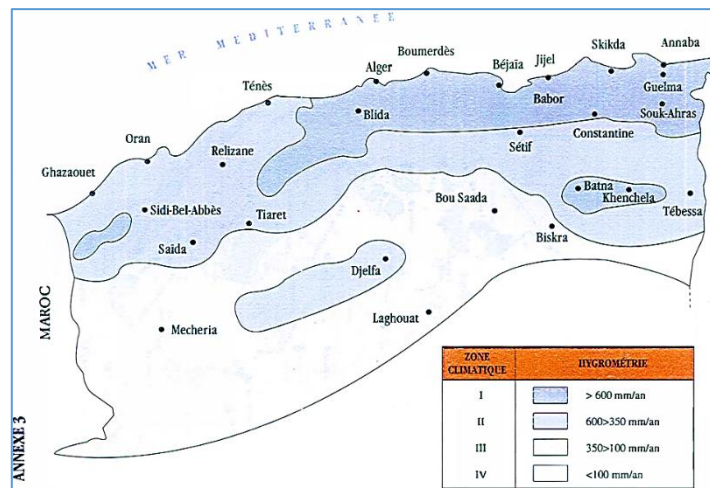 MER MEDITERRANEE
Boumerdès
Béjaïa
Jijel
Skikda
Annaba
Alger
Guelma
Ténès
Babor
Souk-Ahras
Blida
Oran
Constantine
Relizane
Sétif
Ghazaouet
Batna
Khenchela
Sidi-Bel-Abbès
Tiaret
Bou Saada
Tébessa
Saïda
Biskra
Djelfa
MAROC
Mecheria
Laghouat
ZONE CLIMATIQUE HYGROMÉTRIE
I > 600 mm/an
II 600>350 mm/an
III 350>100 mm/an
IV <100 mm/an
ANNEXE 3